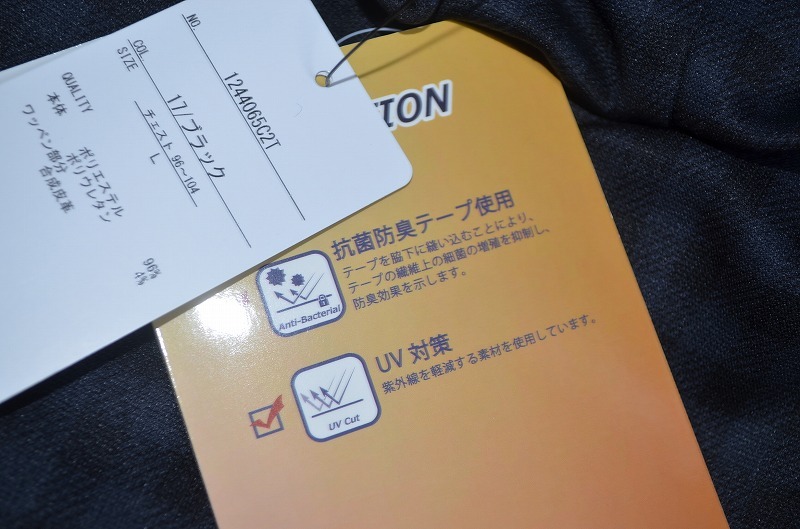 NO
1244065C2T
COL
17/ブラック
SIZE
チェスト 96～104
L
QUALITY
本体
ポリエステル
96%
ポリウレタン
4%
ワッペン部分
合成皮革
ION
抗菌防臭テープ使用
テープを脇下に縫い込むことにより、
テープの繊維上の細菌の増殖を抑制し、
防臭効果を示します。
Anti-Bacterial
UV 対策
紫外線を軽減する素材を使用しています。
UV Cut